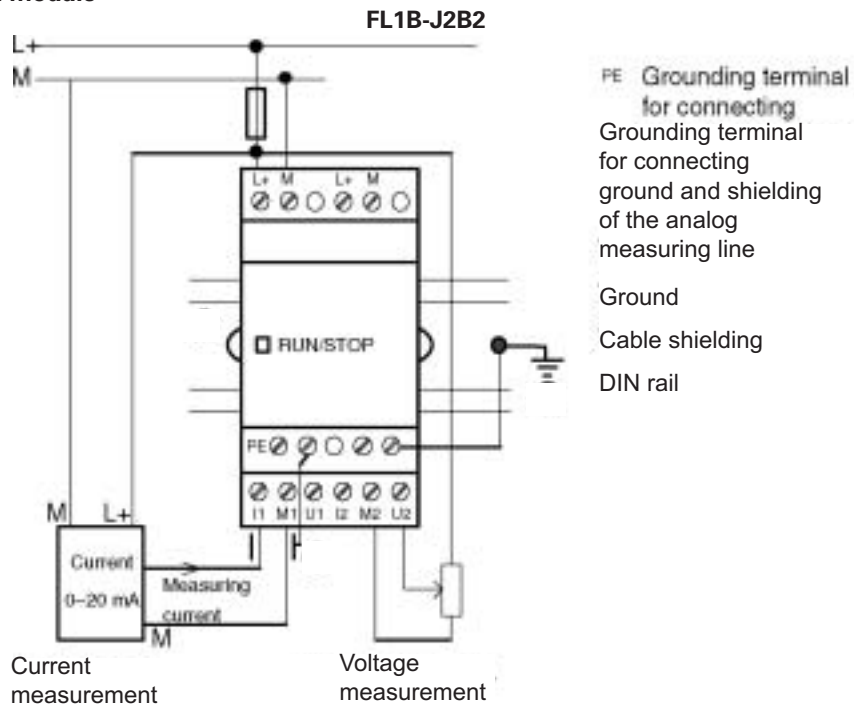 FL1B-J2B2
L+
M
PE Grounding terminal
for connecting
Grounding terminal
for connecting
ground and shielding
of the analog
measuring line
Ground
Cable shielding
DIN rail
L+ M L+ M
RUN/STOP
PE
I1 M1 U1 I2 M2 U2
M L+
Current
0–20 mA
Measuring
current
M
Current
measurement
Voltage
measurement